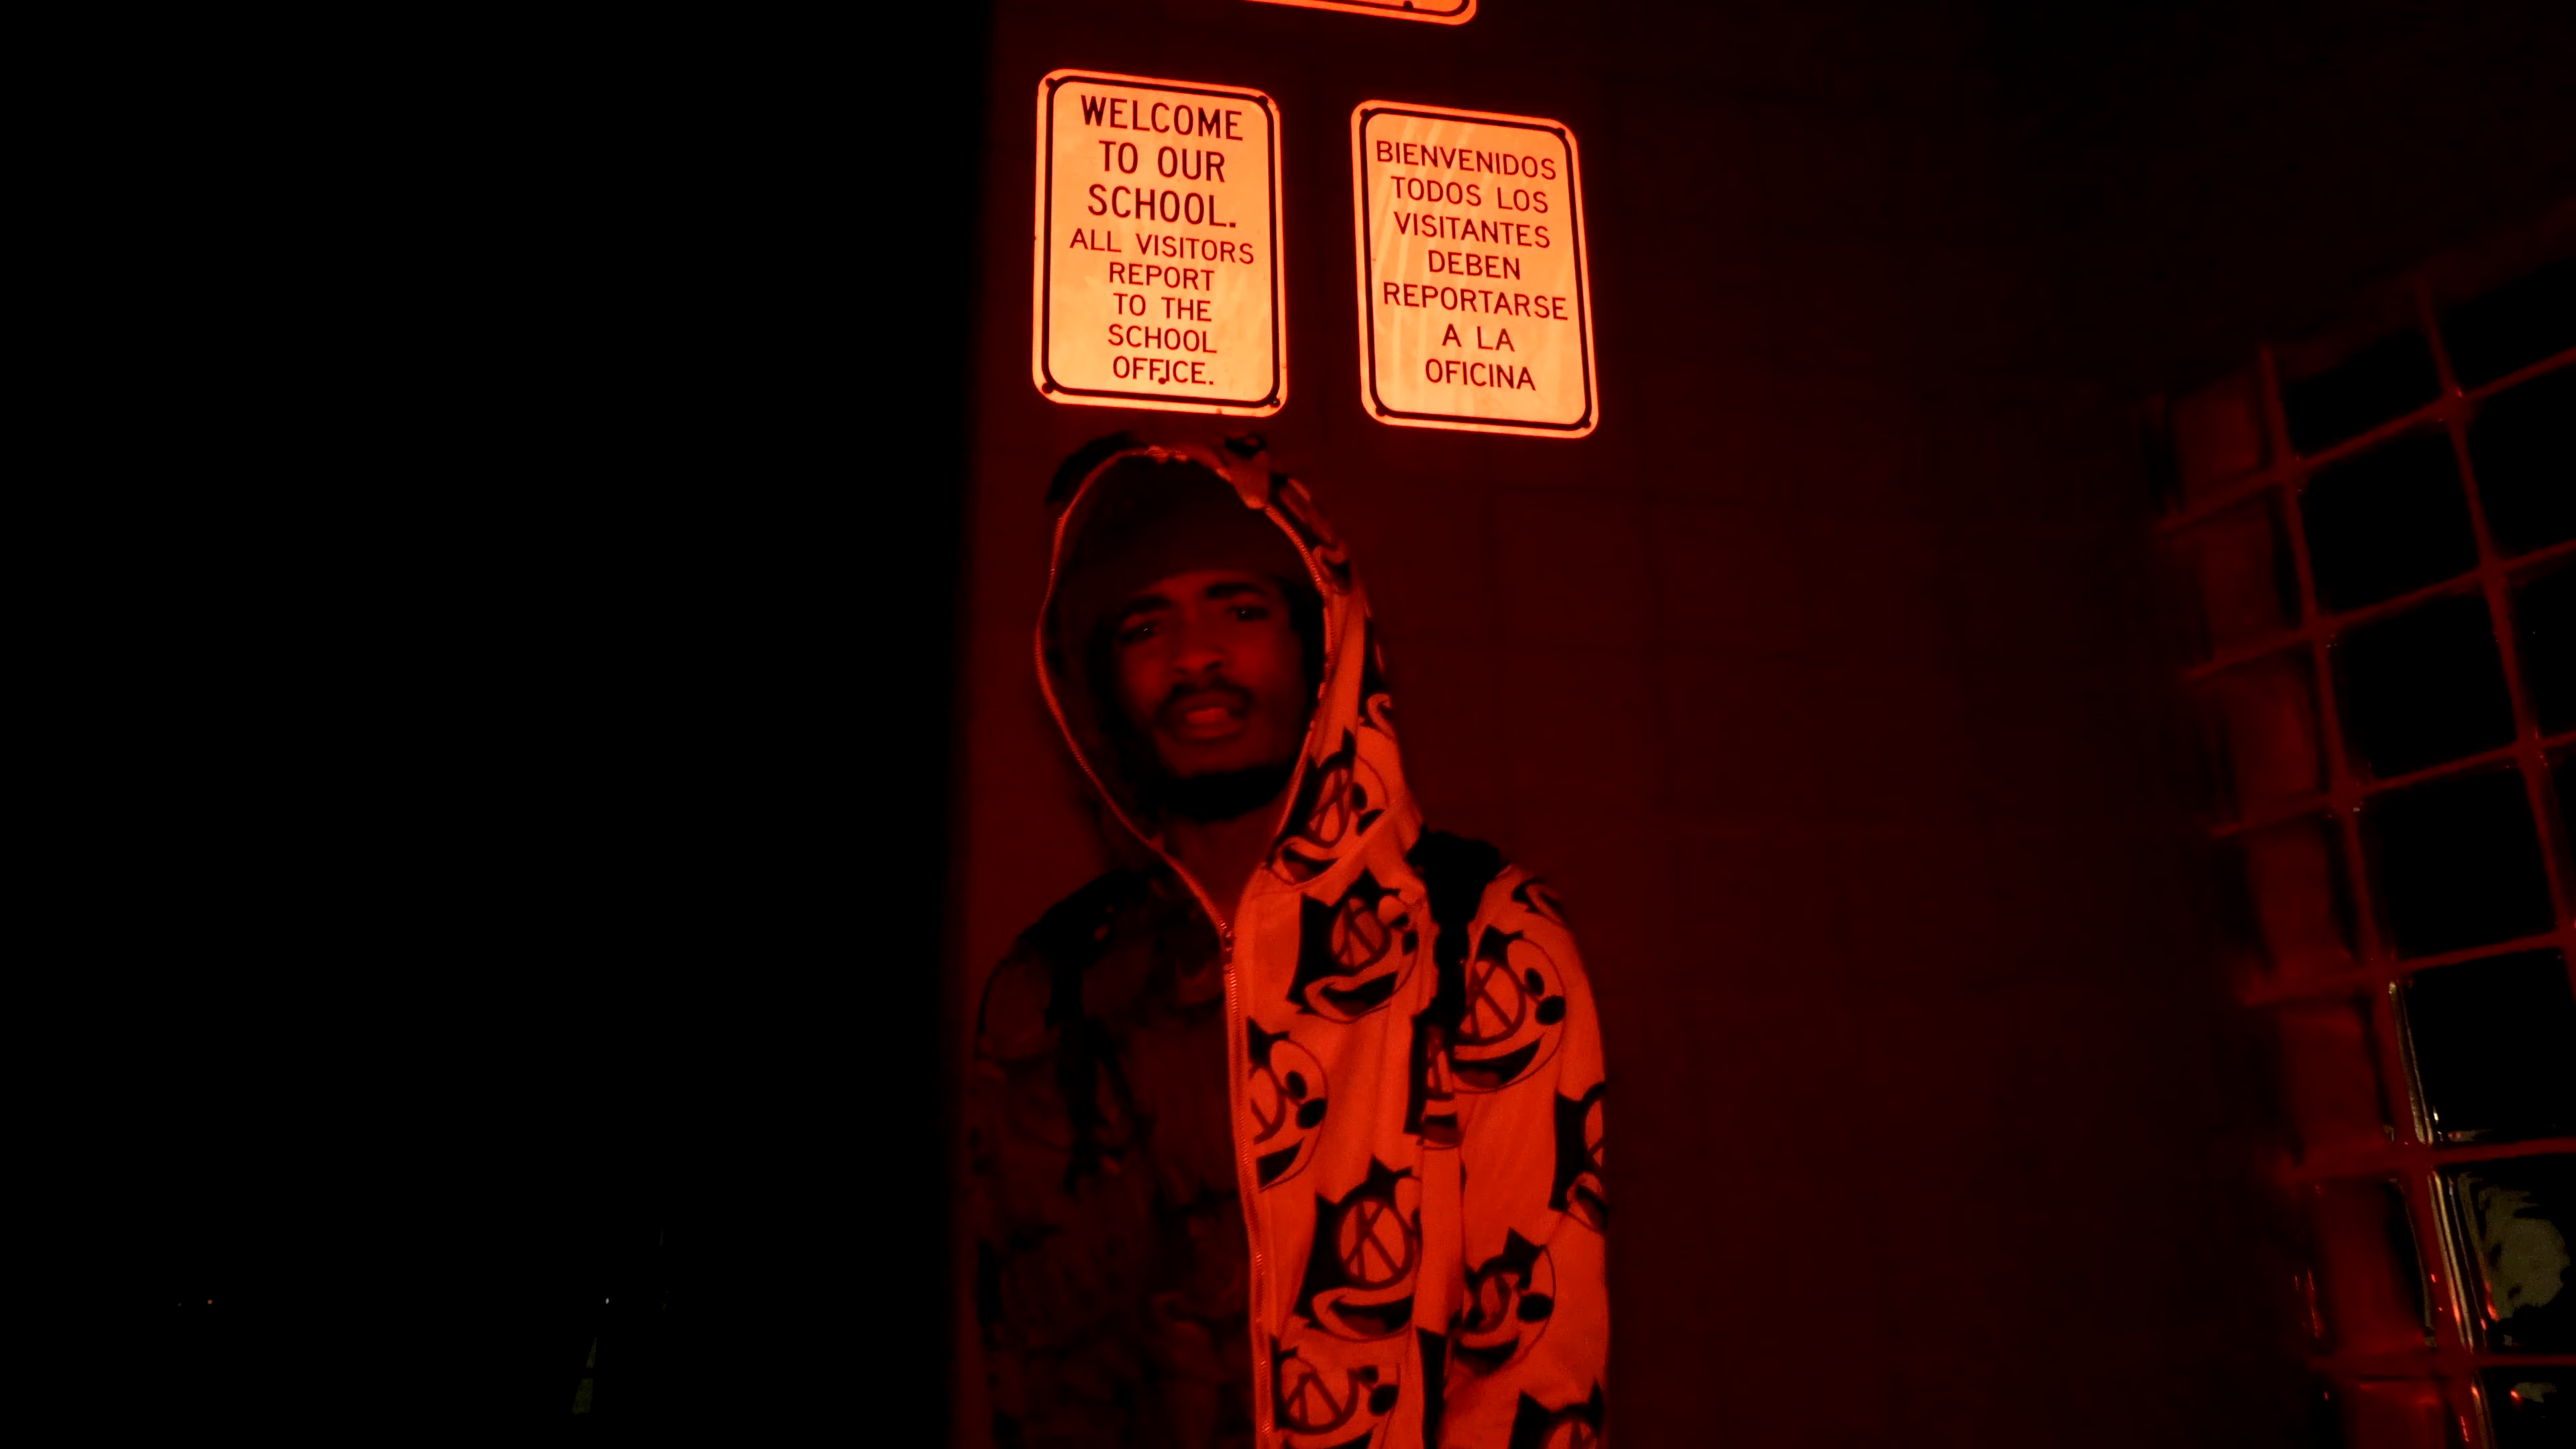 WELCOME
TO OUR
SCHOOL.
ALL VISITORS
REPORT
TO THE
SCHOOL
OFFICE.
BIENVENIDOS
TODOS LOS
VISITANTES
DEBEN
REPORTARSE
A LA
OFICINA